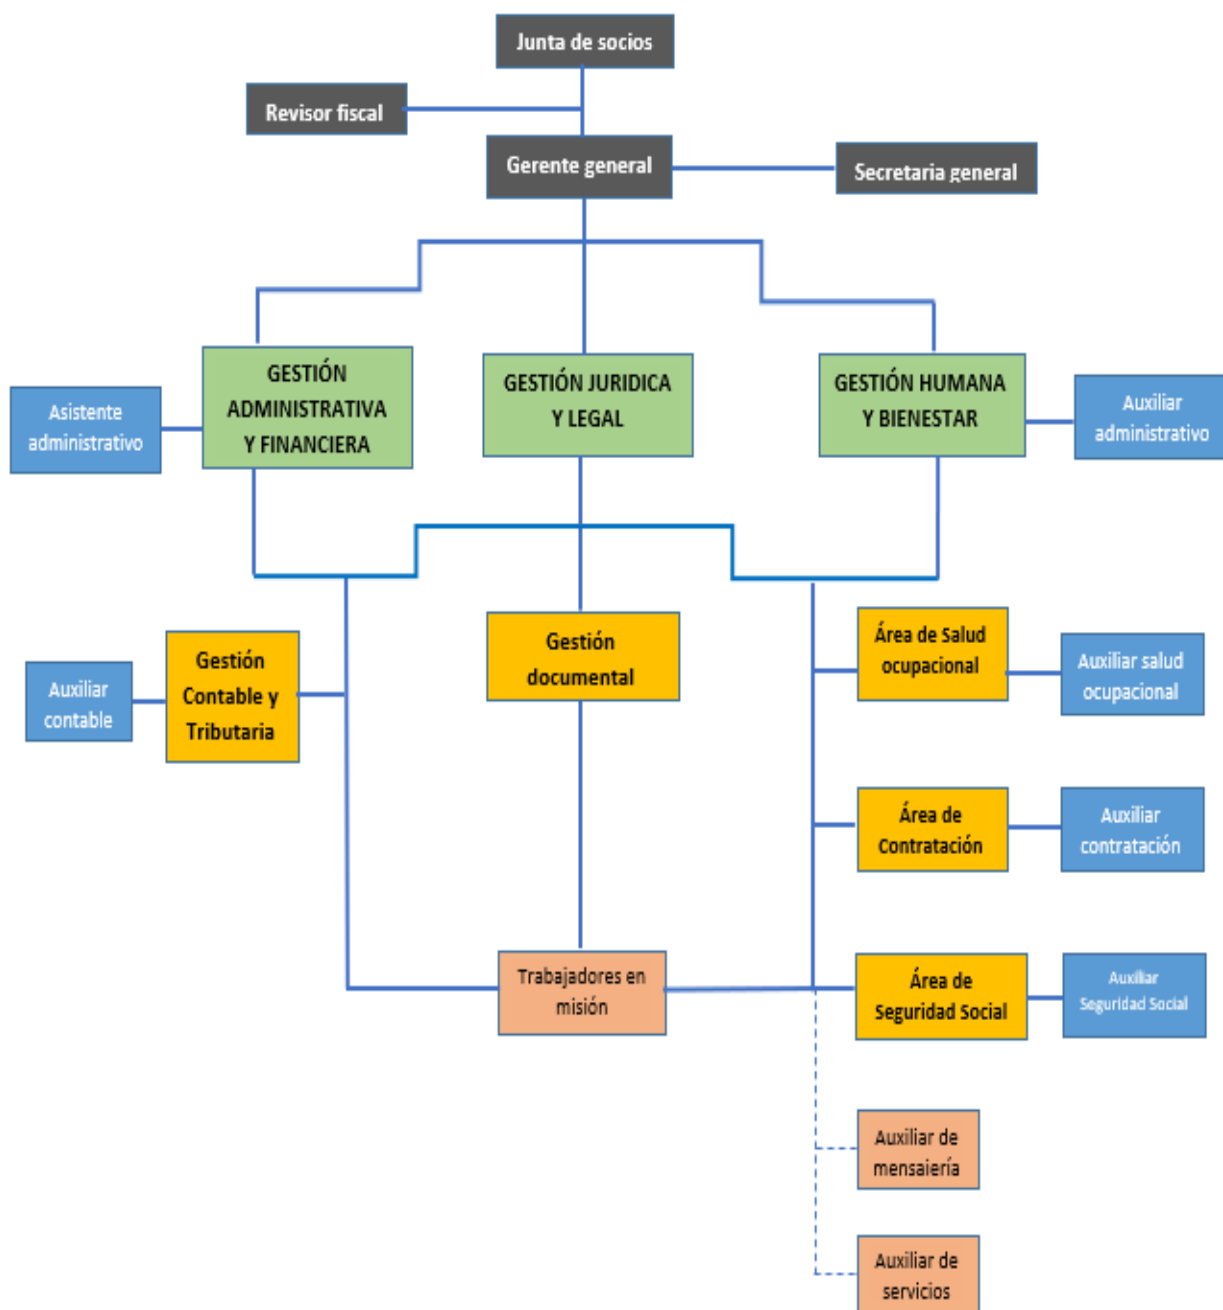 Junta de socios
Revisor fiscal
Gerente general
Secretaria general
GESTIÓN
ADMINISTRATIVA
Y FINANCIERA
GESTIÓN JURIDICA
Y LEGAL
GESTIÓN HUMANA
Y BIENESTAR
Asistente
administrativo
Auxiliar
administrativo
Gestión
Contable y
Tributaria
Auxiliar
contable
Gestión
documental
Área de Salud
ocupacional
Auxiliar salud
ocupacional
Área de
Contratación
Auxiliar
contratación
Trabajadores en
misión
Área de
Seguridad Social
Auxiliar
Seguridad Social
Auxiliar de
mensaiería
Auxiliar de
servicios